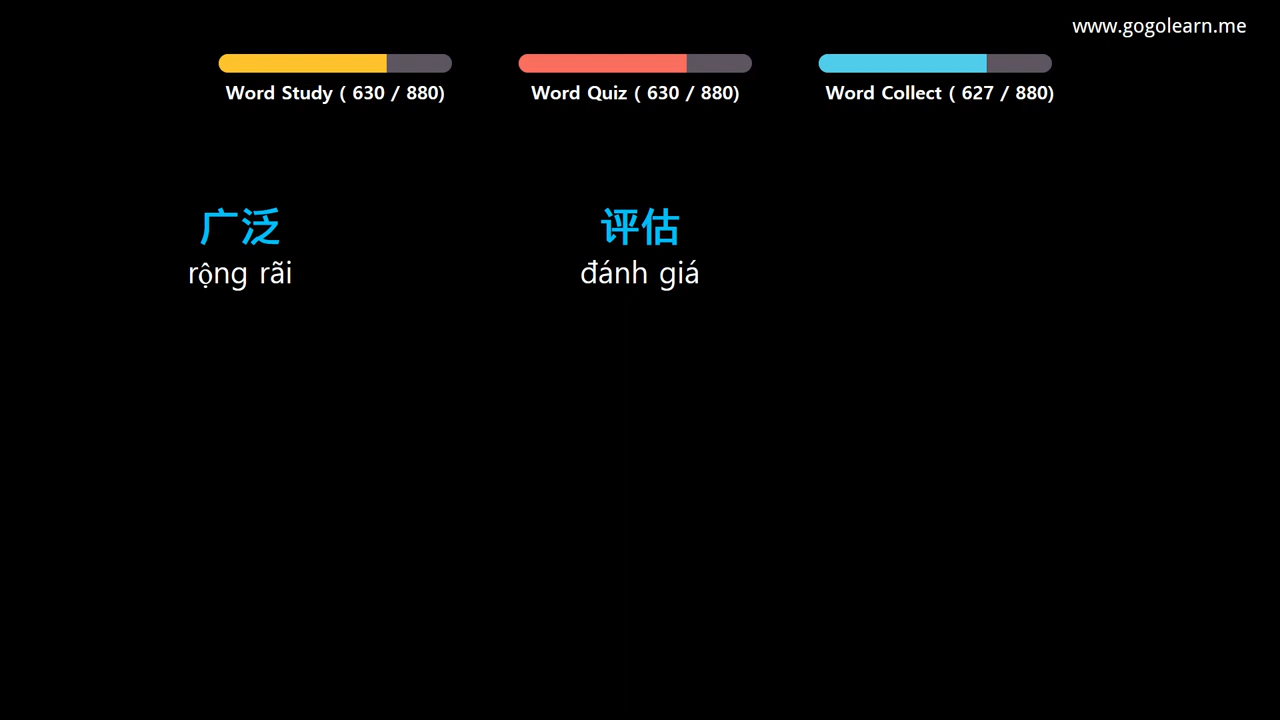 www.gogolearn.me
Word Study ( 630 / 880)
Word Quiz ( 630 / 880)
Word Collect ( 627 / 880)
广泛
rộng rãi
评估
đánh giá